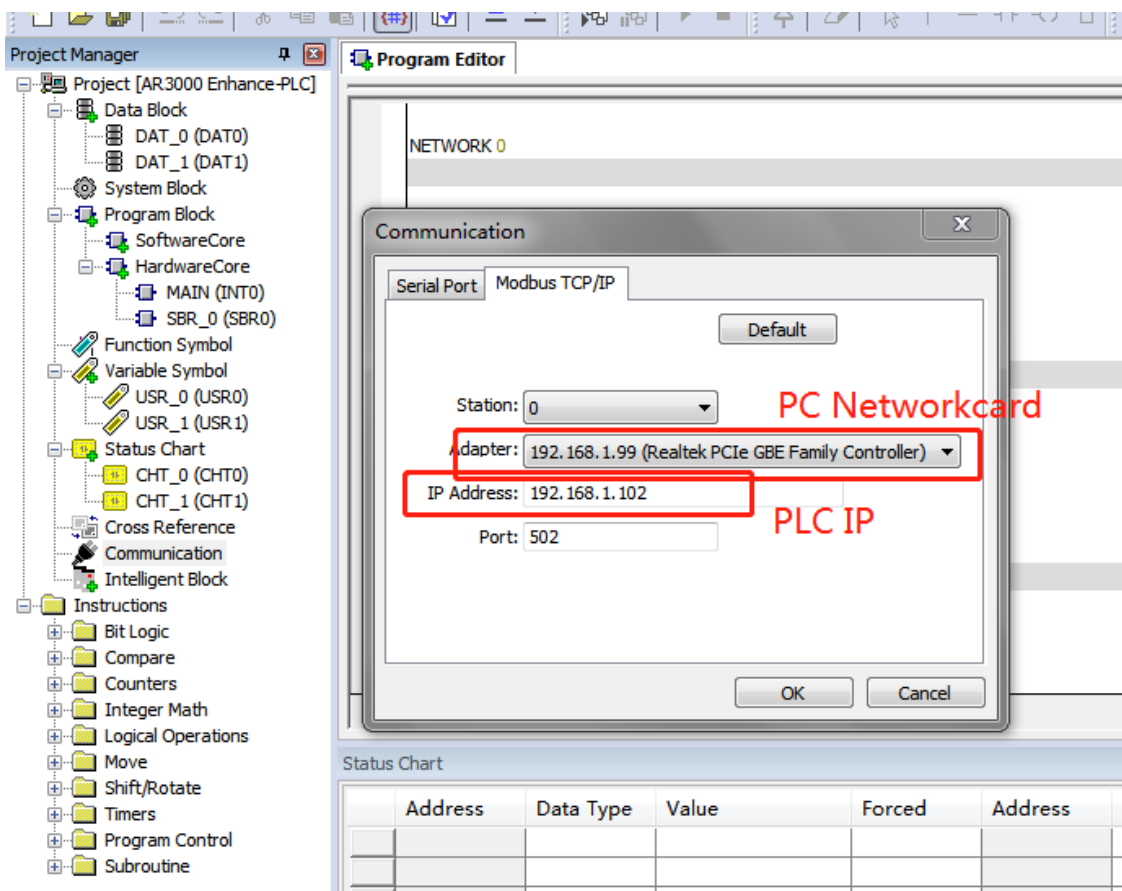 Project Manager
Project [AR3000 Enhance-PLC]
Data Block
DAT_0 (DAT0)
DAT_1 (DAT1)
System Block
Program Block
SoftwareCore
HardwareCore
MAIN (INT0)
SBR_0 (SBR0)
Function Symbol
Variable Symbol
USR_0 (USR0)
USR_1 (USR1)
Status Chart
CHT_0 (CHT0)
CHT_1 (CHT1)
Cross Reference
Communication
Intelligent Block
Instructions
Bit Logic
Compare
Counters
Integer Math
Logical Operations
Move
Shift/Rotate
Timers
Program Control
Subroutine
Program Editor
NETWORK 0
Communication
Serial Port Modbus TCP/IP
Default
Station: 0
PC Networkcard
Adapter: 192.168.1.99 (Realtek PCIe GBE Family Controller)
IP Address: 192.168.1.102
PLC IP
Port: 502
OK Cancel
Status Chart
Address Data Type Value Forced Address